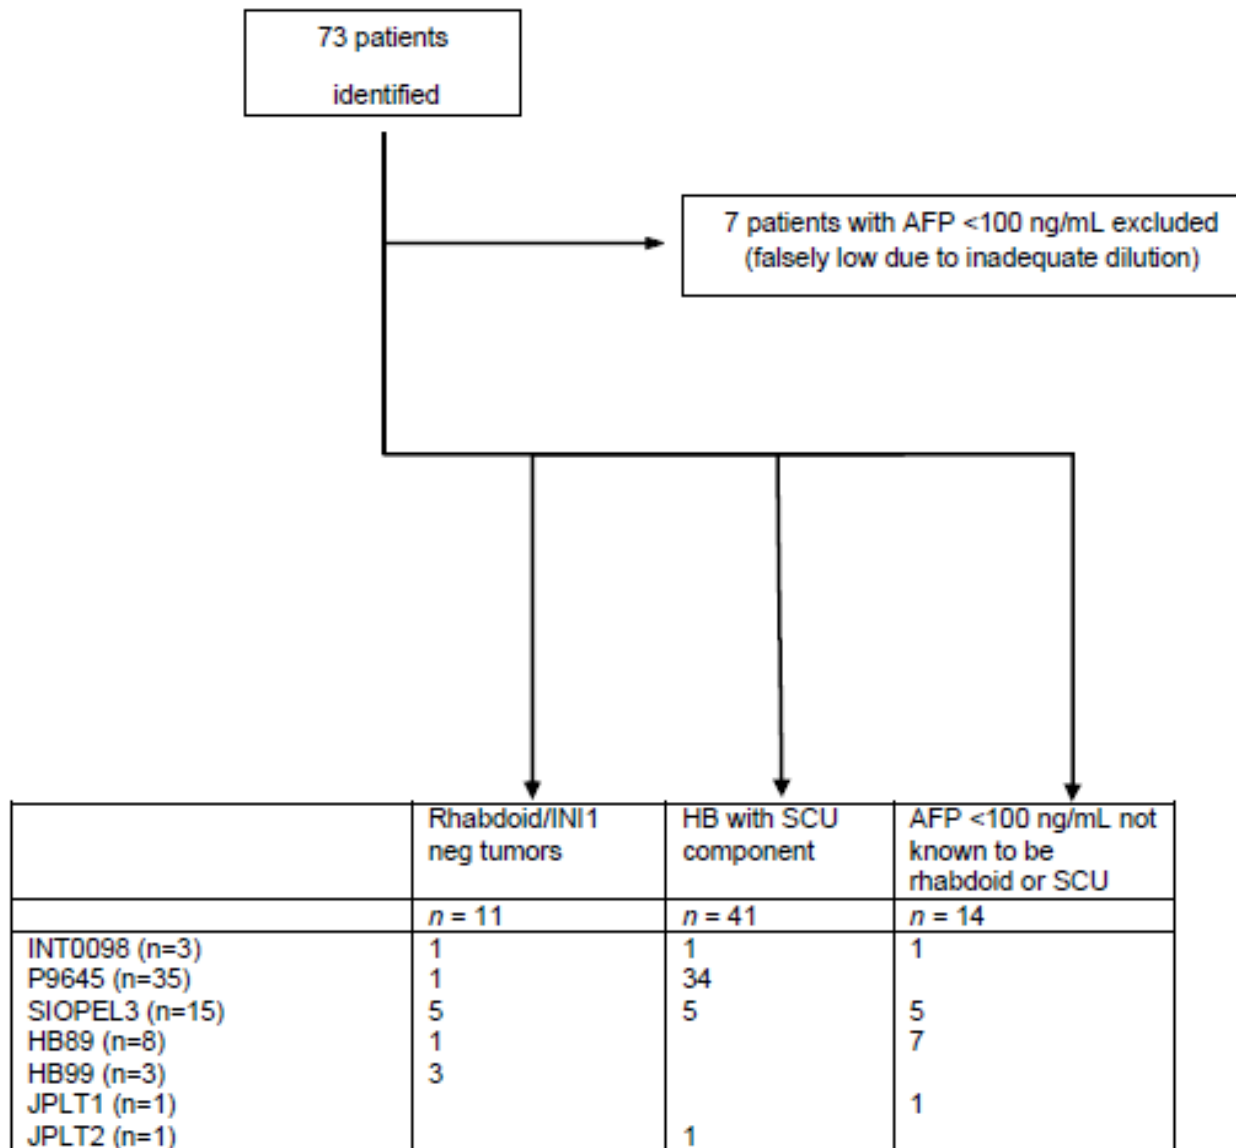 73 patients
identified
7 patients with AFP <100 ng/mL excluded
(falsely low due to inadequate dilution)
Rhabdoid/INI1 neg tumors
HB with SCU component
AFP <100 ng/mL not known to be rhabdoid or SCU
n = 11 n = 41 n = 14
INT0098 (n=3) 1 1 1
P9645 (n=35) 1 34
SIOPEL3 (n=15) 5 5 5
HB89 (n=8) 1 7
HB99 (n=3) 3
JPLT1 (n=1) 1
JPLT2 (n=1) 1